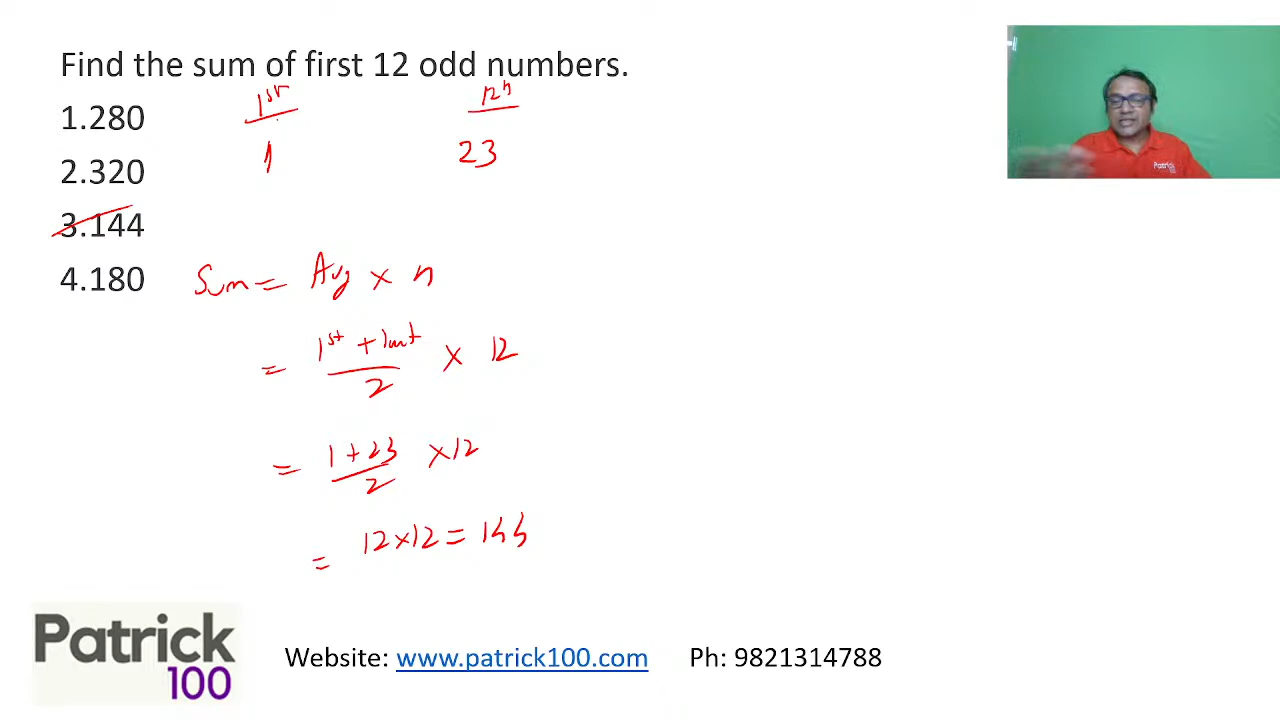 Find the sum of first 12 odd numbers.
1.280
1st
12th
2.320
1
23
3.144
4.180
Sum = Avg × n
= 1st + last / 2 × 12
= 1 + 23 / 2 × 12
= 12 × 12 = 144
Patrick
100
Website: www.patrick100.com Ph: 9821314788
Patrick
100